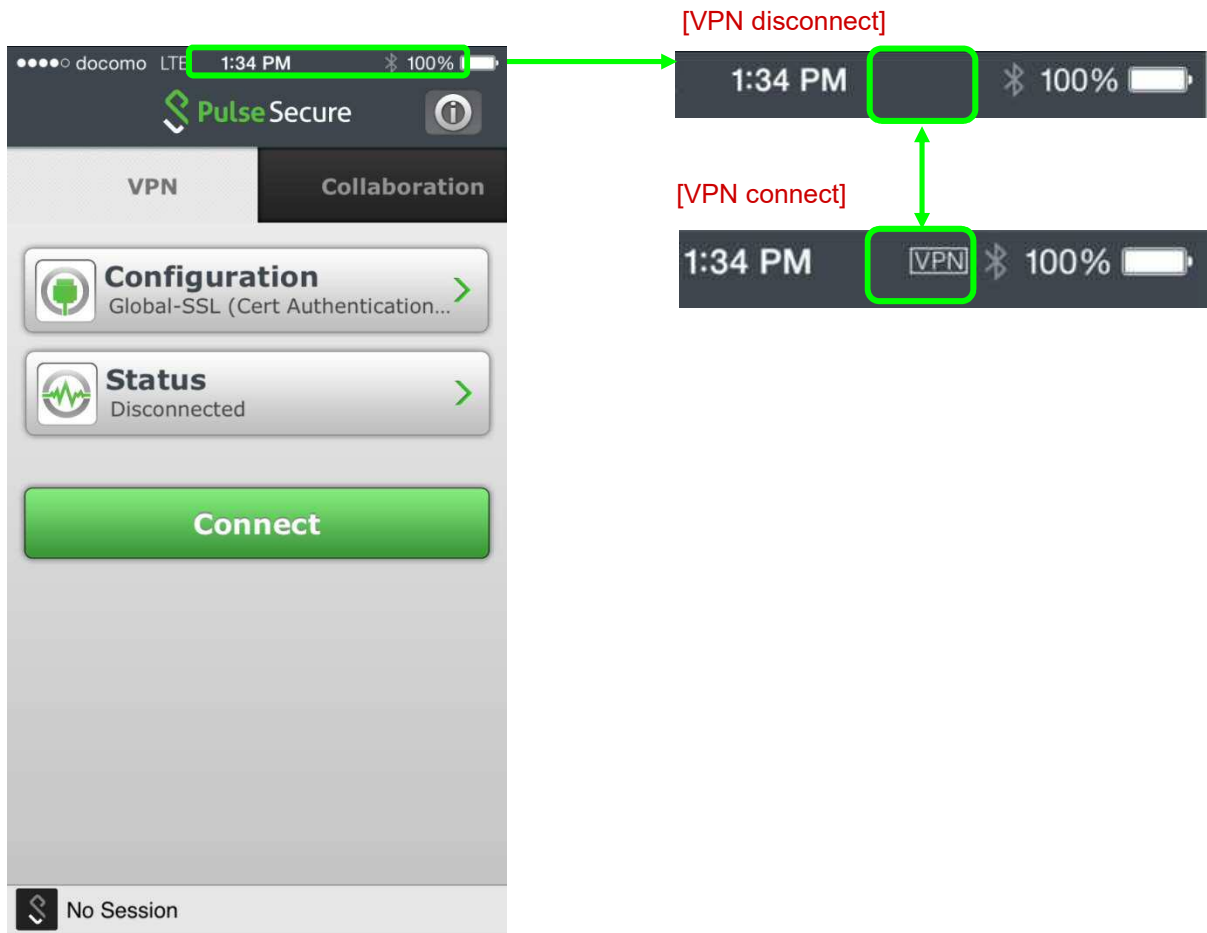 [VPN disconnect]
●●●●○ docomo LTE 1:34 PM 100%
1:34 PM 100%
Pulse Secure
VPN Collaboration
[VPN connect]
1:34 PM VPN 100%
Configuration
Global-SSL (Cert Authentication...
Status
Disconnected
Connect
No Session